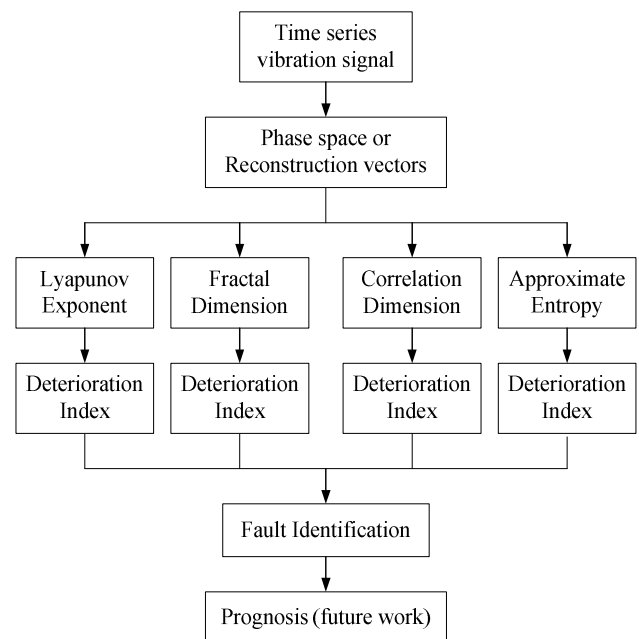 Time series
vibration signal
Phase space or
Reconstruction vectors
Lyapunov
Exponent
Fractal
Dimension
Correlation
Dimension
Approximate
Entropy
Deterioration
Index
Deterioration
Index
Deterioration
Index
Deterioration
Index
Fault Identification
Prognosis (future work)